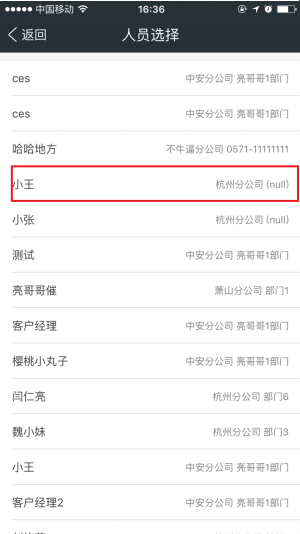 中国移动 16:36
返回 人员选择
ces 中安分公司 亮哥哥1部门
ces 中安分公司 亮哥哥1部门
哈哈地方 不牛逼分公司 0571-11111111
小王 杭州分公司 (null)
小张 杭州分公司 (null)
测试 中安分公司 亮哥哥1部门
亮哥哥催 萧山分公司 部门1
客户经理 中安分公司 亮哥哥1部门
樱桃小丸子 中安分公司 亮哥哥1部门
闫仁亮 杭州分公司 部门6
魏小妹 杭州分公司 部门3
小王 中安分公司 亮哥哥1部门
客户经理2 中安分公司 亮哥哥1部门